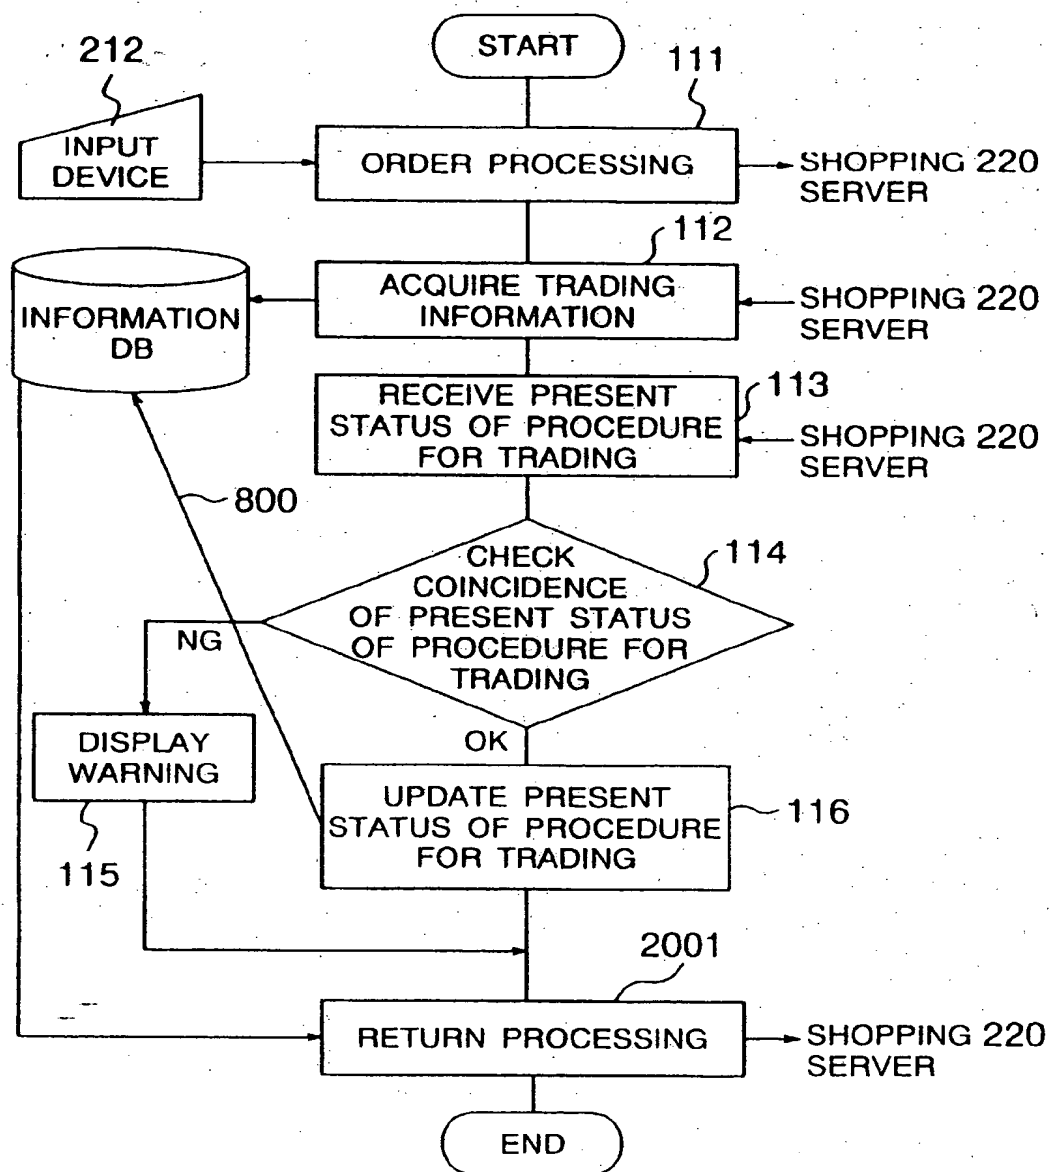 START
212
111
INPUT
DEVICE
ORDER PROCESSING
SHOPPING 220
SERVER
112
ACQUIRE TRADING
INFORMATION
SHOPPING 220
SERVER
INFORMATION
DB
113
RECEIVE PRESENT
STATUS OF PROCEDURE
FOR TRADING
SHOPPING 220
SERVER
800
114
CHECK
COINCIDENCE
OF PRESENT STATUS
OF PROCEDURE FOR
TRADING
NG
OK
DISPLAY
WARNING
115
UPDATE PRESENT
STATUS OF PROCEDURE
FOR TRADING
116
2001
RETURN PROCESSING
SHOPPING 220
SERVER
END